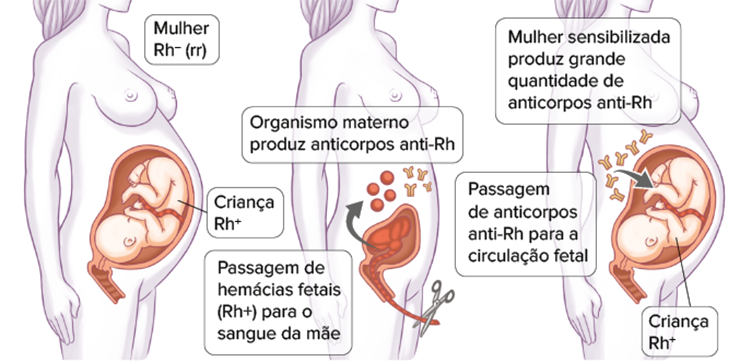 Mulher
Rh⁻ (rr)
Criança
Rh⁺
Organismo materno
produz anticorpos anti-Rh
Passagem de
hemácias fetais
(Rh+) para o
sangue da mãe
Mulher sensibilizada
produz grande
quantidade de
anticorpos anti-Rh
Passagem
de anticorpos
anti-Rh para a
circulação fetal
Criança
Rh⁺